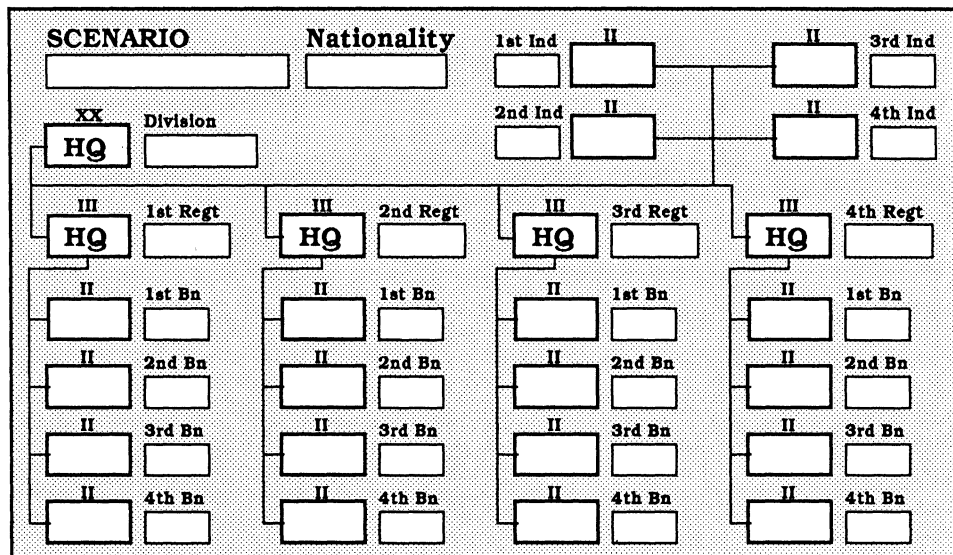 SCENARIO Nationality 1st Ind II II 3rd Ind
XX Division 2nd Ind II II 4th Ind
HQ
III 1st Regt III 2nd Regt III 3rd Regt III 4th Regt
HQ HQ HQ HQ
II 1st Bn II 1st Bn II 1st Bn II 1st Bn
II 2nd Bn II 2nd Bn II 2nd Bn II 2nd Bn
II 3rd Bn II 3rd Bn II 3rd Bn II 3rd Bn
II 4th Bn II 4th Bn II 4th Bn II 4th Bn